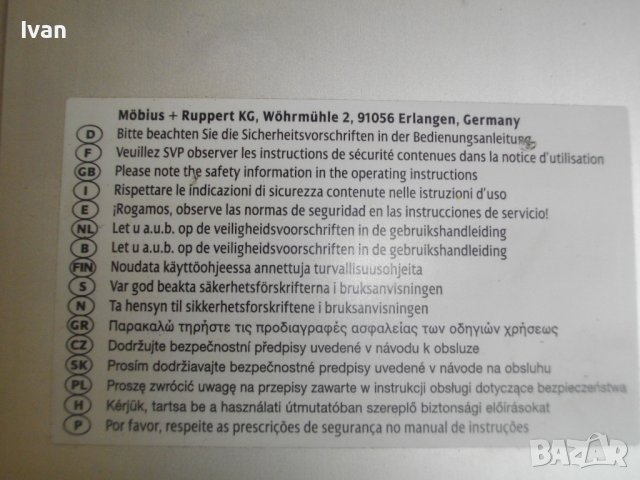 Ivan
Möbius + Ruppert KG, Wöhrmühle 2, 91056 Erlangen, Germany
D Bitte beachten Sie die Sicherheitsvorschriften in der Bedienungsanleitung
F Veuillez SVP observer les instructions de sécurité contenues dans la notice d'utilisation
GB Please note the safety information in the operating instructions
I Rispettare le indicazioni di sicurezza contenute nelle istruzioni d'uso
E ¡Rogamos, observe las normas de seguridad en las instrucciones de servicio!
NL Let u a.u.b. op de veiligheidsvoorschriften in de gebruikshandleiding
B Let u a.u.b. op de veiligheidsvoorschriften in de gebruikshandleiding
FIN Noudata käyttöohjeessa annettuja turvallisuusohjeita
S Var god beakta säkerhetsförskrifterna i bruksanvisningen
N Ta hensyn til sikkerhetsforskriftene i bruksanvisningen
GR Παρακαλώ τηρήστε τις προδιαγραφές ασφαλείας των οδηγιών χρήσεως
CZ Dodržujte bezpečnostní předpisy uvedené v návodu k obsluze
SK Prosím dodržiavajte bezpečnostné predpisy uvedené v návode na obsluhu
PL Proszę zwrócić uwagę na przepisy zawarte w instrukcji obsługi dotyczące bezpieczeństwa
H Kérjük, tartsa be a használati útmutatóban szereplő biztonsági előírásokat
P Por favor, respeite as prescrições de segurança no manual de instruções
BAZAR